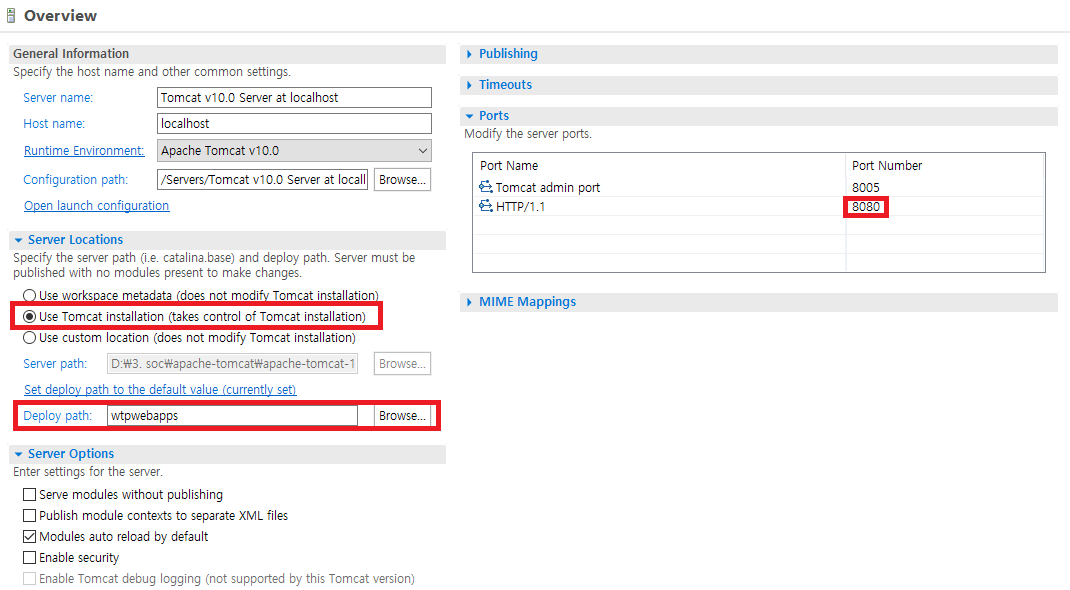 Overview
General Information
Specify the host name and other common settings.
Server name: Tomcat v10.0 Server at localhost
Host name: localhost
Runtime Environment: Apache Tomcat v10.0
Configuration path: /Servers/Tomcat v10.0 Server at locall Browse...
Open launch configuration
Server Locations
Specify the server path (i.e. catalina.base) and deploy path. Server must be
published with no modules present to make changes.
Use workspace metadata (does not modify Tomcat installation)
Use Tomcat installation (takes control of Tomcat installation)
Use custom location (does not modify Tomcat installation)
Server path: D:₩3. soc₩apache-tomcat₩apache-tomcat-1 Browse...
Set deploy path to the default value (currently set)
Deploy path: wtpwebapps Browse...
Server Options
Enter settings for the server.
Serve modules without publishing
Publish module contexts to separate XML files
Modules auto reload by default
Enable security
Enable Tomcat debug logging (not supported by this Tomcat version)
Publishing
Timeouts
Ports
Modify the server ports.
Port Name Port Number
Tomcat admin port 8005
HTTP/1.1 8080
MIME Mappings